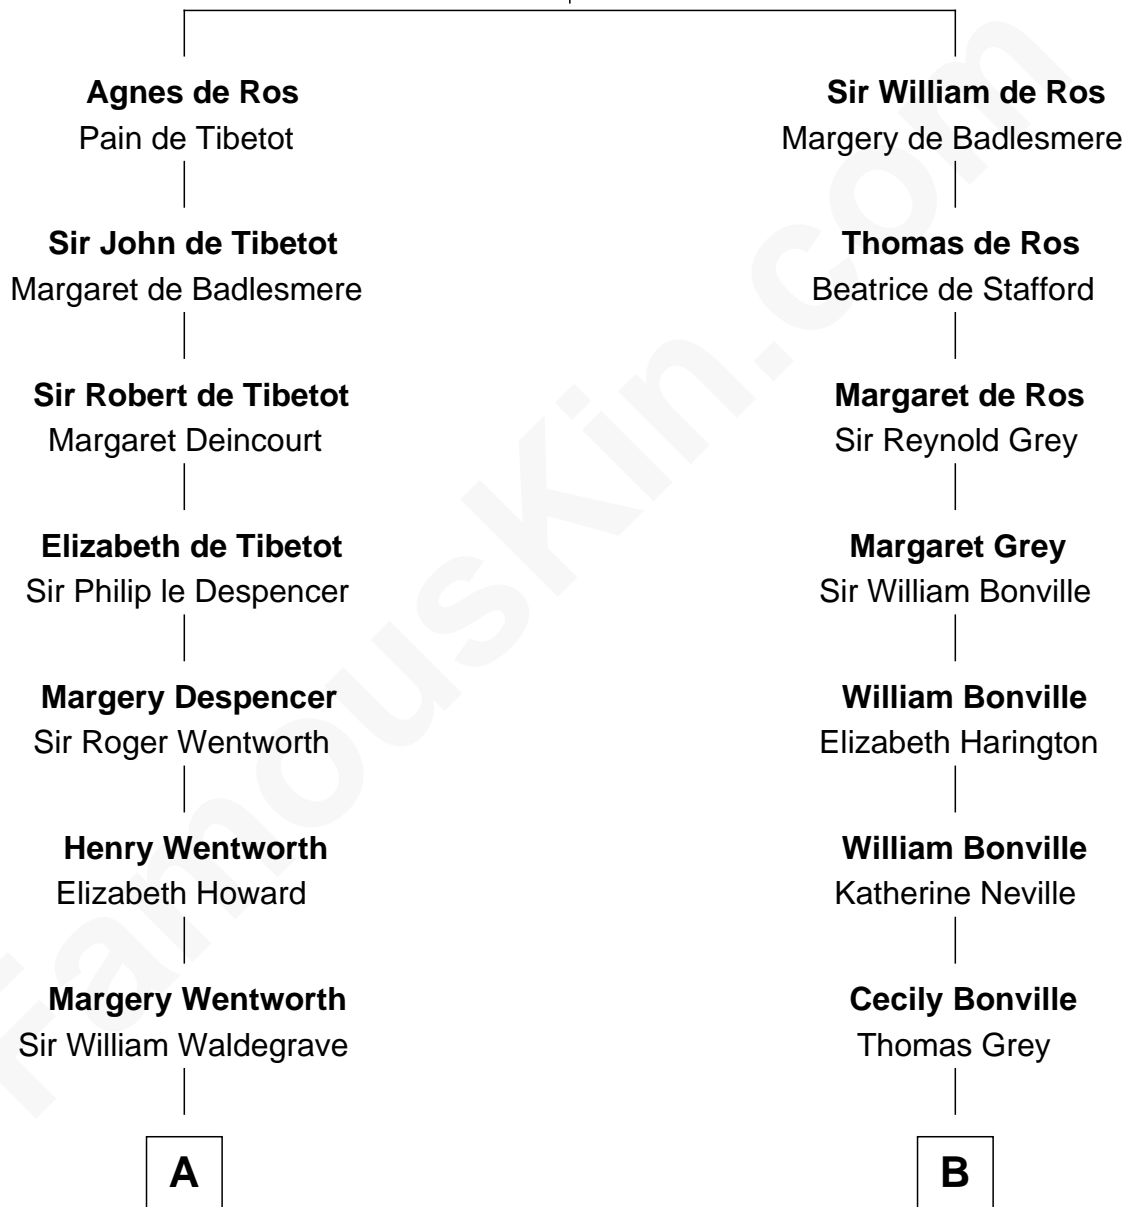 Agnes de Ros
Pain de Tibetot
Sir John de Tibetot
Margaret de Badlesmere
Sir Robert de Tibetot
Margaret Deincourt
Elizabeth de Tibetot
Sir Philip le Despencer
Margery Despencer
Sir Roger Wentworth
Henry Wentworth
Elizabeth Howard
Margery Wentworth
Sir William Waldegrave
A
Sir William de Ros
Margery de Badlesmere
Thomas de Ros
Beatrice de Stafford
Margaret de Ros
Sir Reynold Grey
Margaret Grey
Sir William Bonville
William Bonville
Elizabeth Harington
William Bonville
Katherine Neville
Cecily Bonville
Thomas Grey
B
FamousKin.com